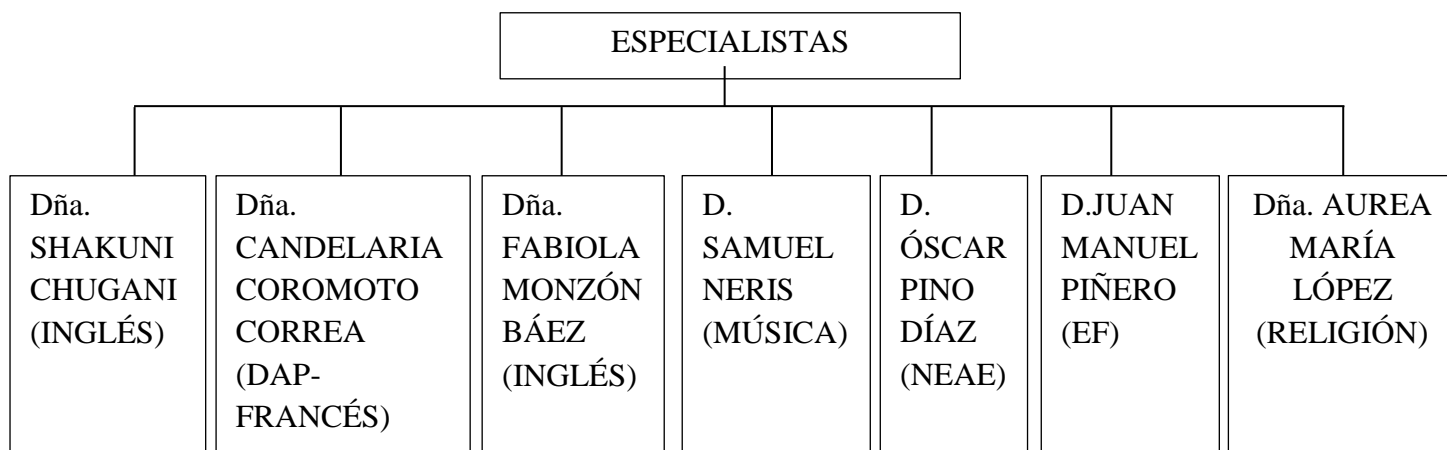 ESPECIALISTAS
Dña.
SHAKUNI
CHUGANI
(INGLÉS)
Dña.
CANDELARIA
COROMOTO
CORREA
(DAP-
FRANCÉS)
Dña.
FABIOLA
MONZÓN
BÁEZ
(INGLÉS)
D.
SAMUEL
NERIS
(MÚSICA)
D.
ÓSCAR
PINO
DÍAZ
(NEAE)
D.JUAN
MANUEL
PIÑERO
(EF)
Dña. AUREA
MARÍA
LÓPEZ
(RELIGIÓN)